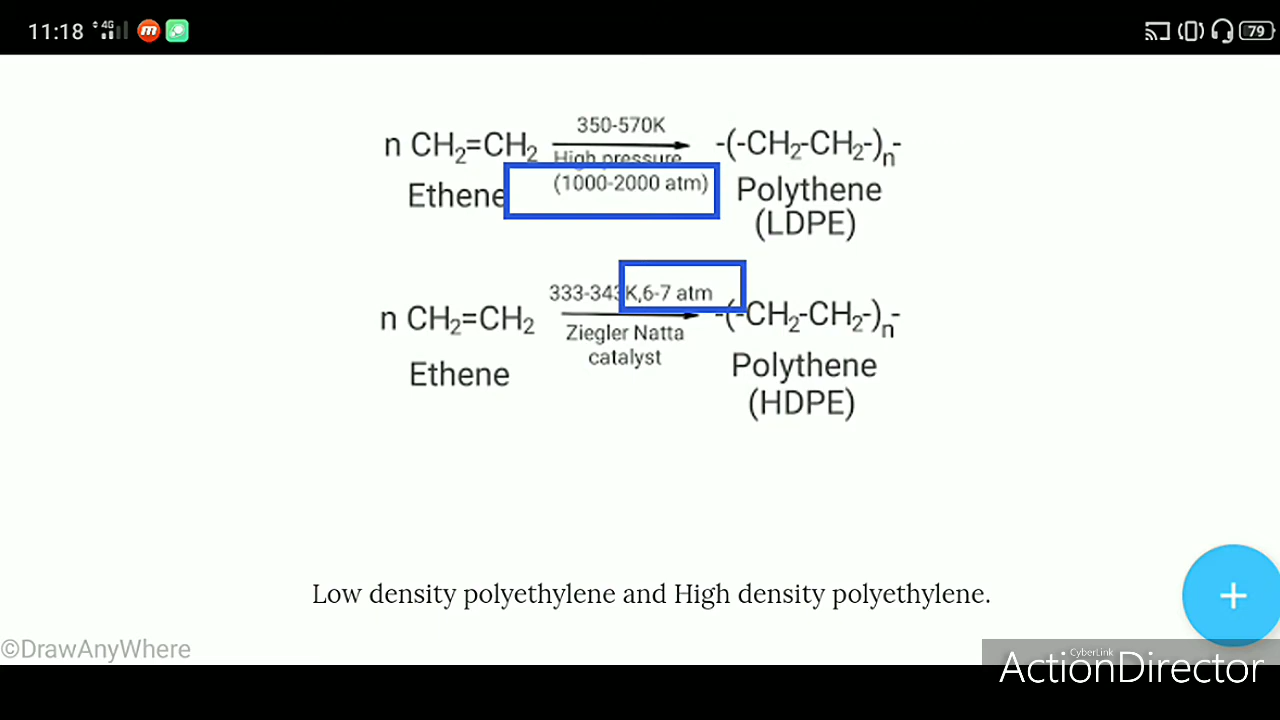 11:18 4G 79
350-570K
n CH₂=CH₂ -(-CH₂-CH₂-)ₙ-
High pressure
(1000-2000 atm)
Ethene Polythene
(LDPE)
333-343K,6-7 atm
n CH₂=CH₂ -(-CH₂-CH₂-)ₙ-
Ziegler Natta
catalyst
Ethene Polythene
(HDPE)
+
Low density polyethylene and High density polyethylene.
©DrawAnyWhere
CyberLink
ActionDirector